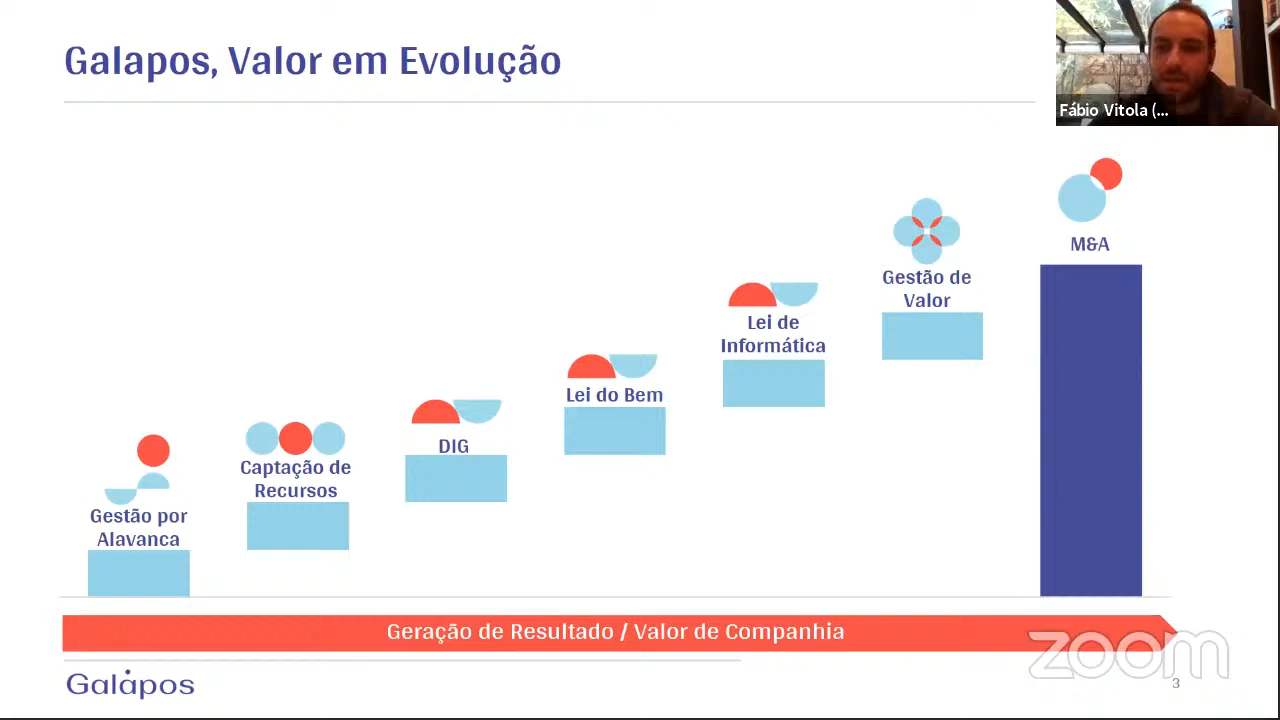 Galapos, Valor em Evolução
Fábio Vitola (...
M&A
Gestão de
Valor
Lei de
Informática
Lei do Bem
DIG
Captação de
Recursos
Gestão por
Alavanca
Geração de Resultado / Valor de Companhia
zoom
Galapos
3